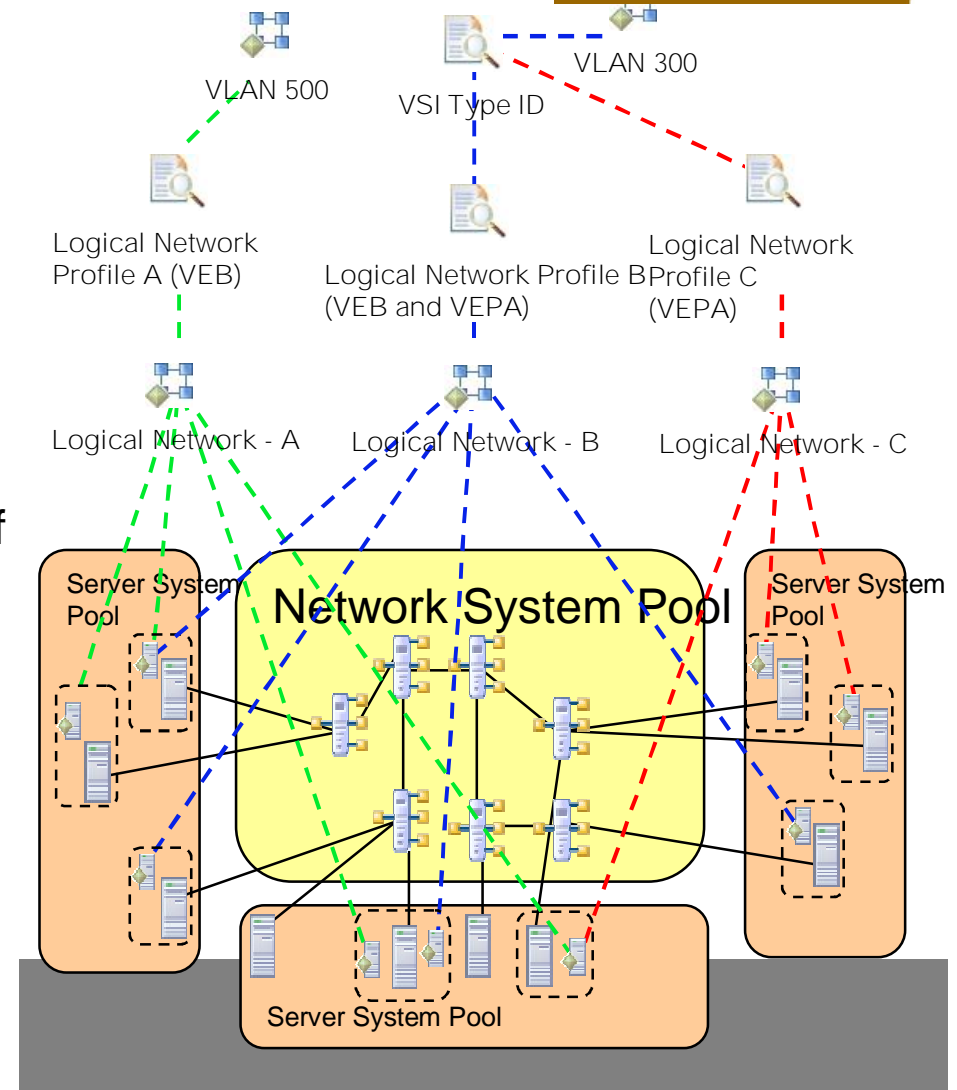 VLAN 500
VSI Type ID
VLAN 300
Logical Network
Profile A (VEB)
Logical Network Profile B
(VEB and VEPA)
Logical Network
Profile C
(VEPA)
Logical Network - A
Logical Network - B
Logical Network - C
f
Server System
Pool
Network System Pool
Server System
Pool
Server System Pool